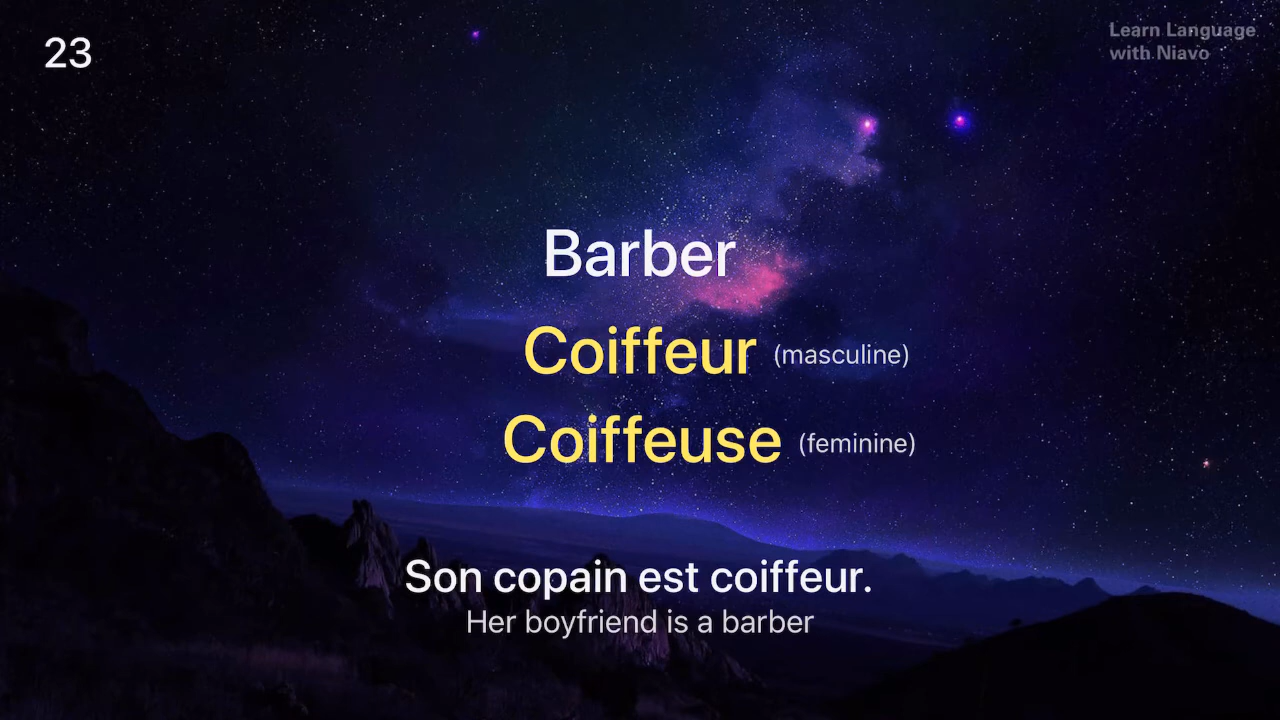 23
Learn Language
with Niavo
Barber
Coiffeur (masculine)
Coiffeuse (feminine)
Son copain est coiffeur.
Her boyfriend is a barber